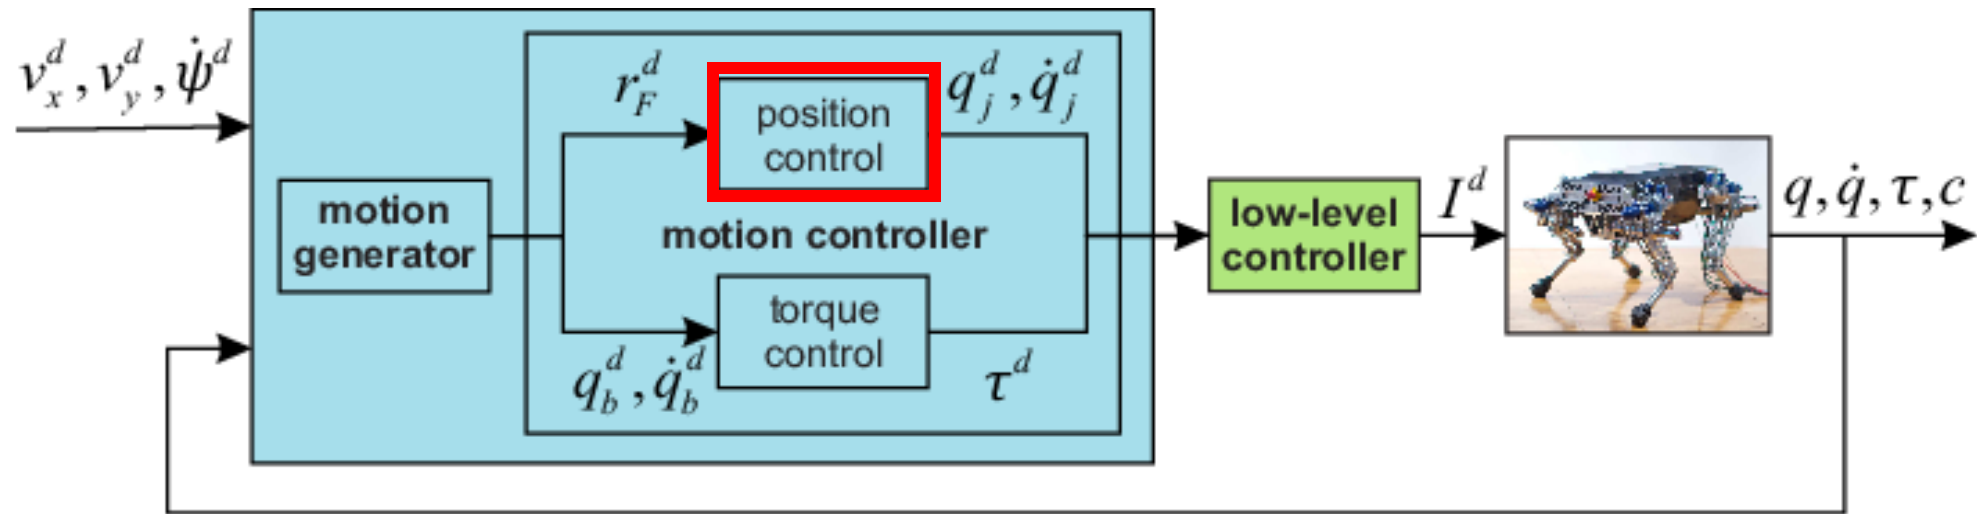 v_x^d, v_y^d, ψ̇^d
r_F^d
position
control
q_j^d, q̇_j^d
motion
generator
motion controller
low-level
controller
I^d
q, q̇, τ, c
torque
control
q_b^d, q̇_b^d
τ^d